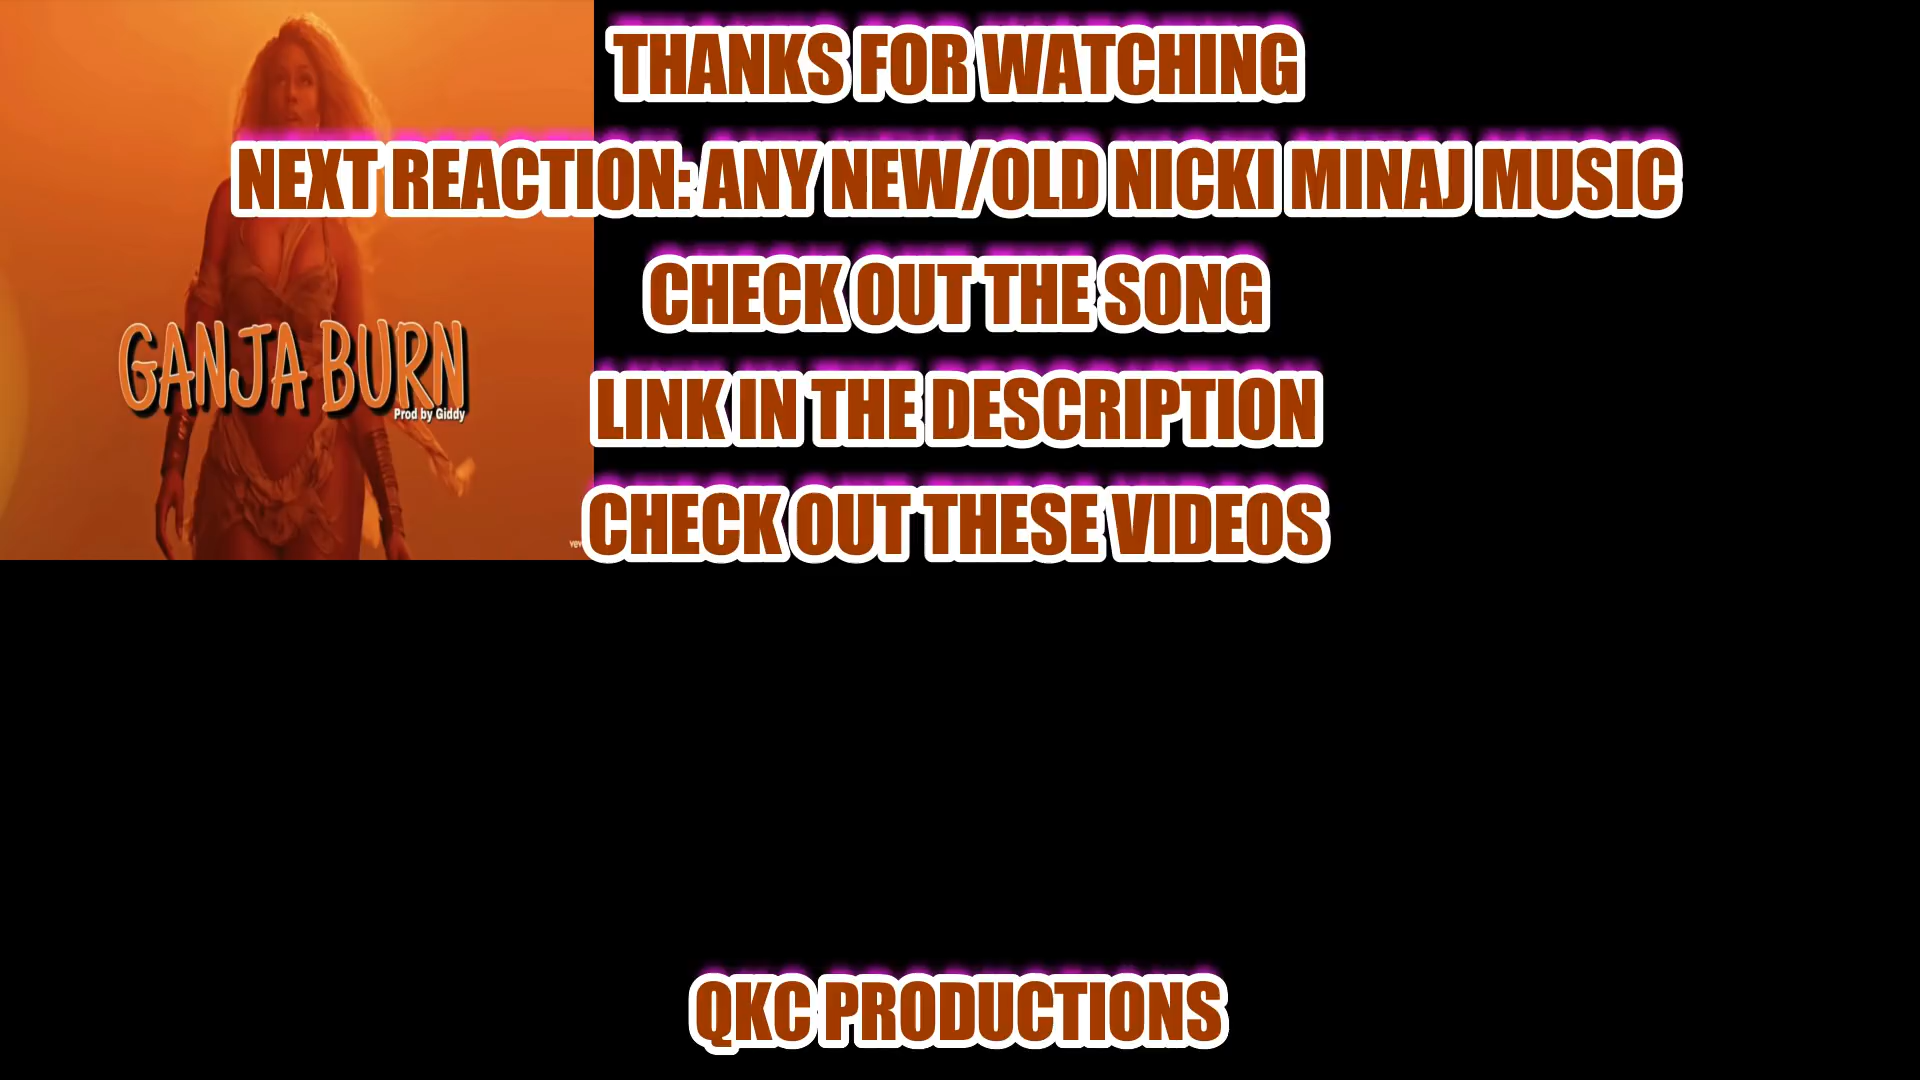 THANKS FOR WATCHING
NEXT REACTION: ANY NEW/OLD NICKI MINAJ MUSIC
CHECK OUT THE SONG
GANJA BURN
Prod by Giddy
LINK IN THE DESCRIPTION
CHECK OUT THESE VIDEOS
QKC PRODUCTIONS